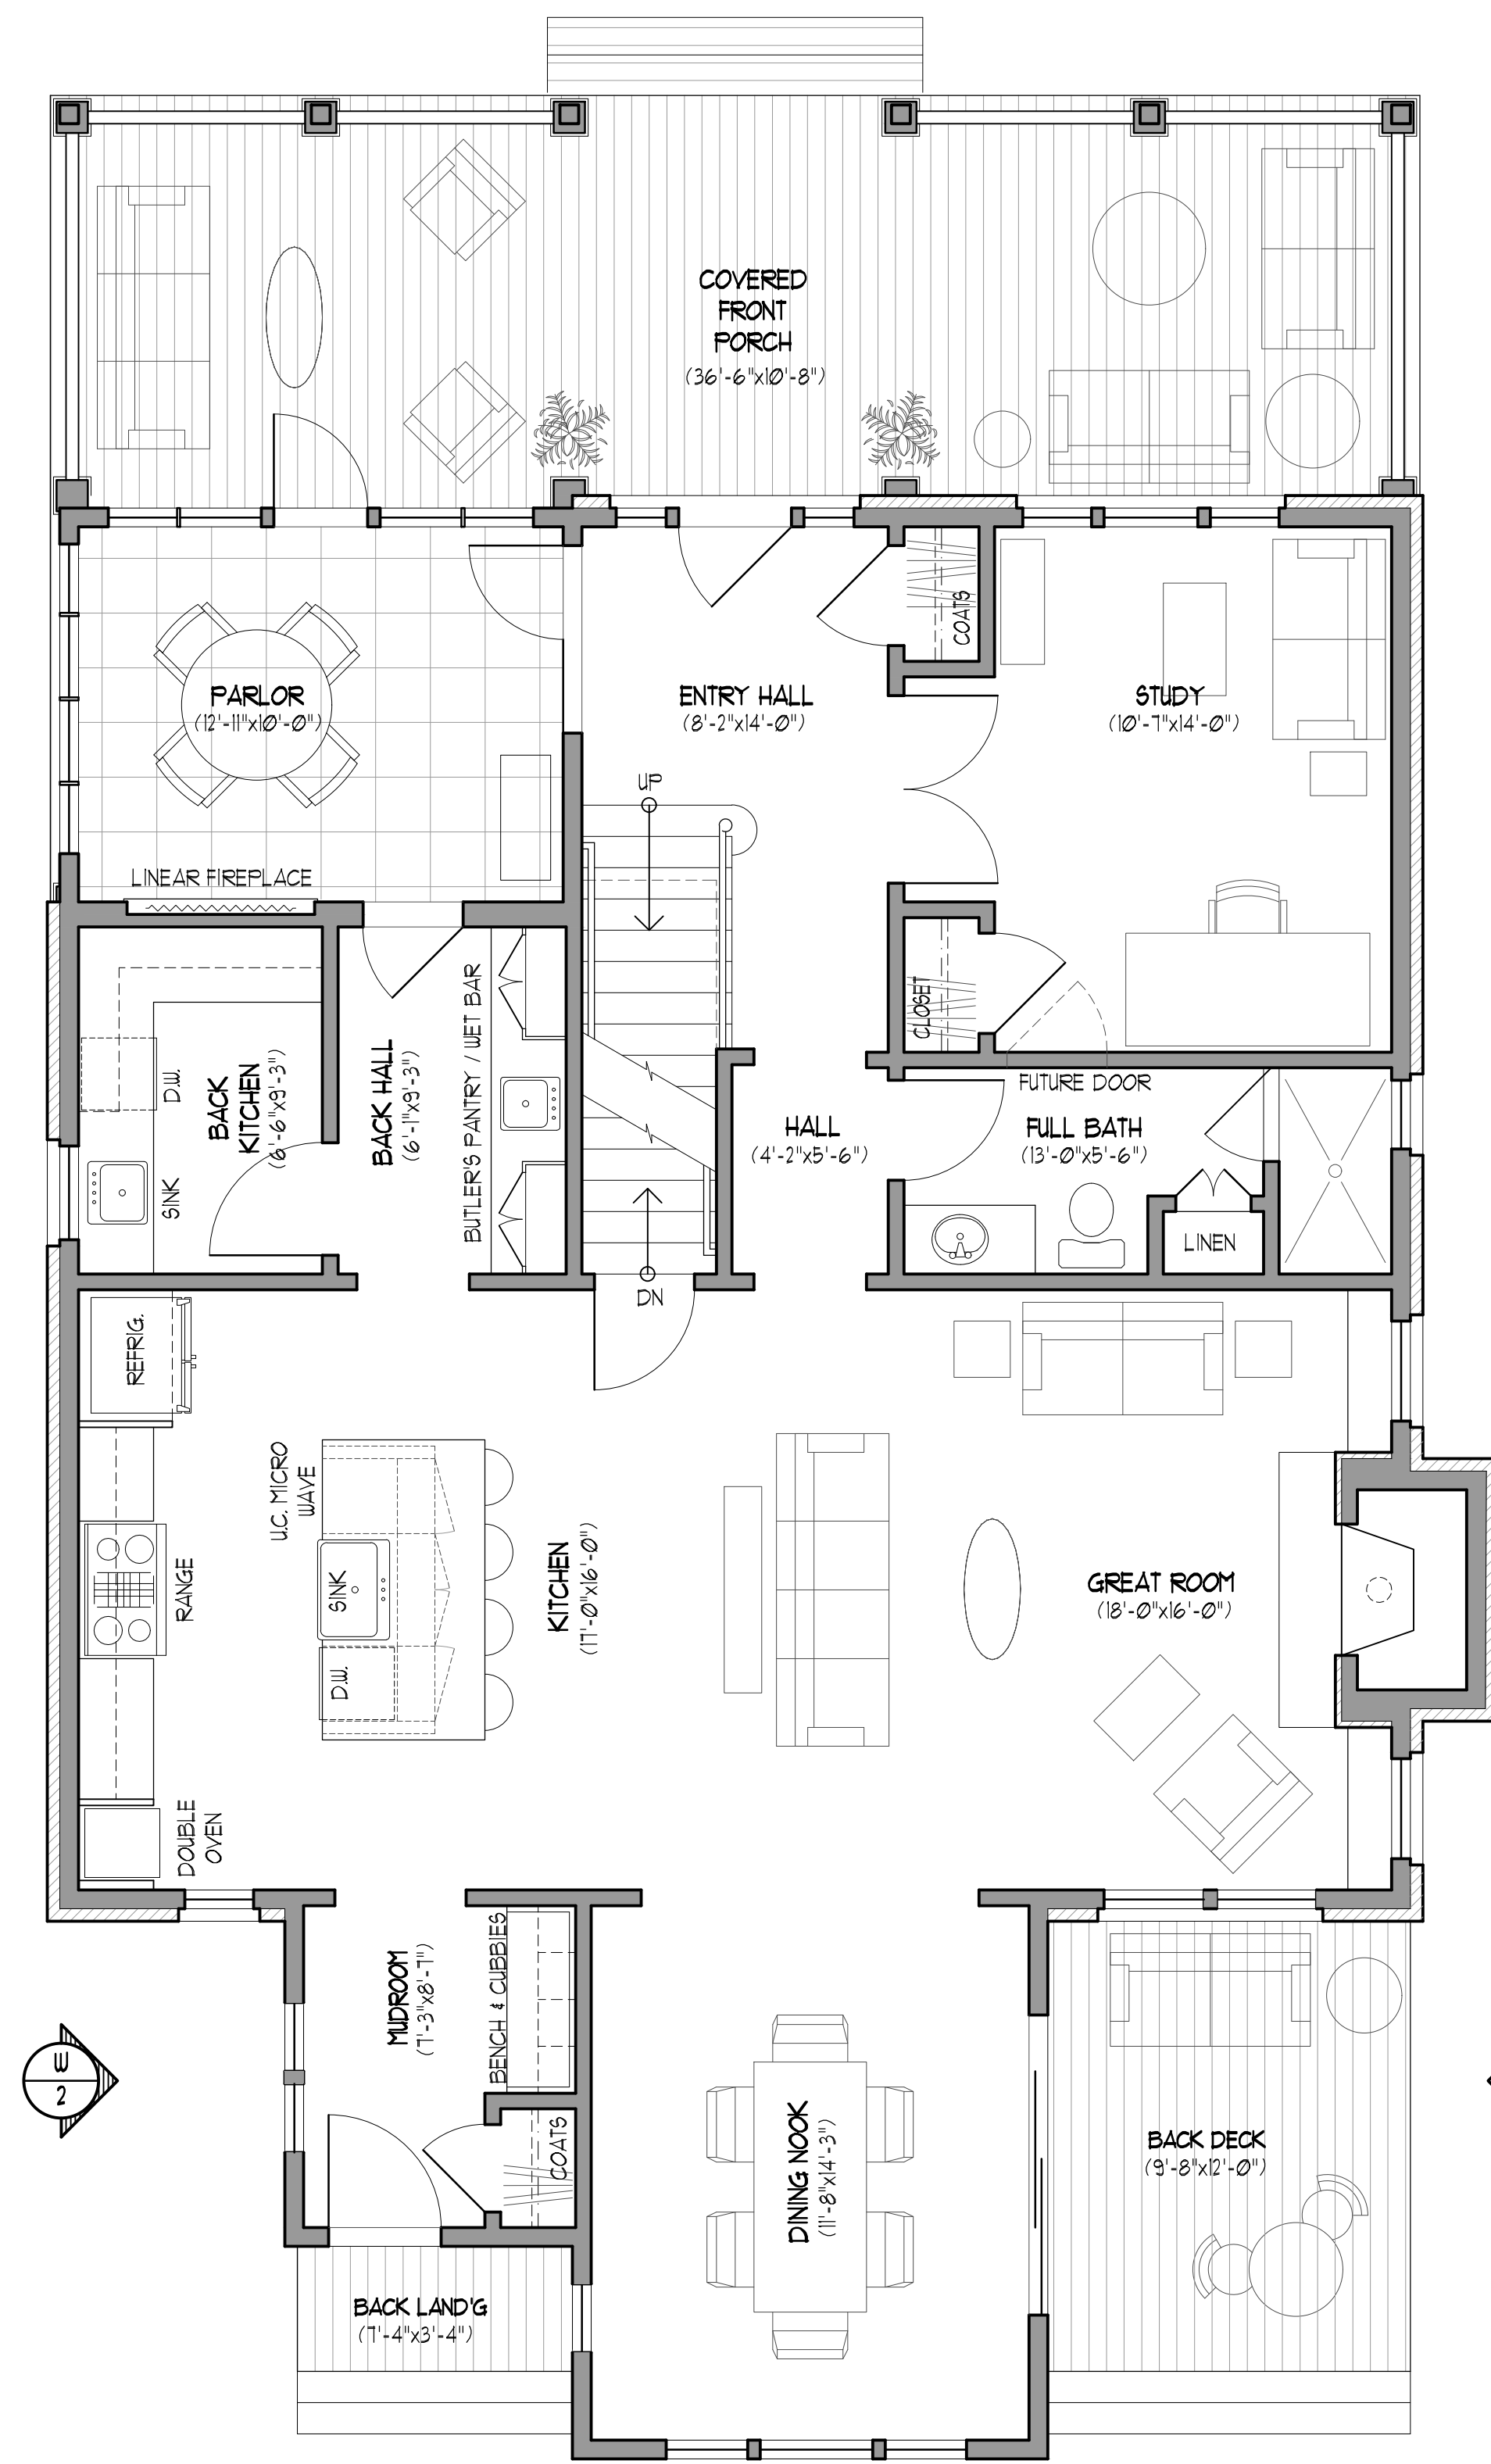 COVERED
FRONT
PORCH
(36'-6"x10'-8")
COATS
PARLOR
(12'-11"x10'-0")
ENTRY HALL
(8'-2"x14'-0")
STUDY
(10'-7"x14'-0")
UP
LINEAR FIREPLACE
CLOSET
BACK
KITCHEN
(6'-6"x9'-3")
D.W.
SINK
BACK HALL
(6'-1"x9'-3")
BUTLER'S PANTRY / WET BAR
FUTURE DOOR
HALL
(4'-2"x5'-6")
FULL BATH
(13'-0"x5'-6")
LINEN
DN
REFRIG.
U.C. MICRO
WAVE
RANGE
SINK
D.W.
KITCHEN
(17'-0"x16'-0")
GREAT ROOM
(18'-0"x16'-0")
DOUBLE
OVEN
MUDROOM
(7'-3"x8'-7")
BENCH & CUBBIES
W
2
COATS
DINING NOOK
(11'-8"x14'-3")
BACK DECK
(9'-8"x12'-0")
BACK LAND'G
(7'-4"x3'-4")